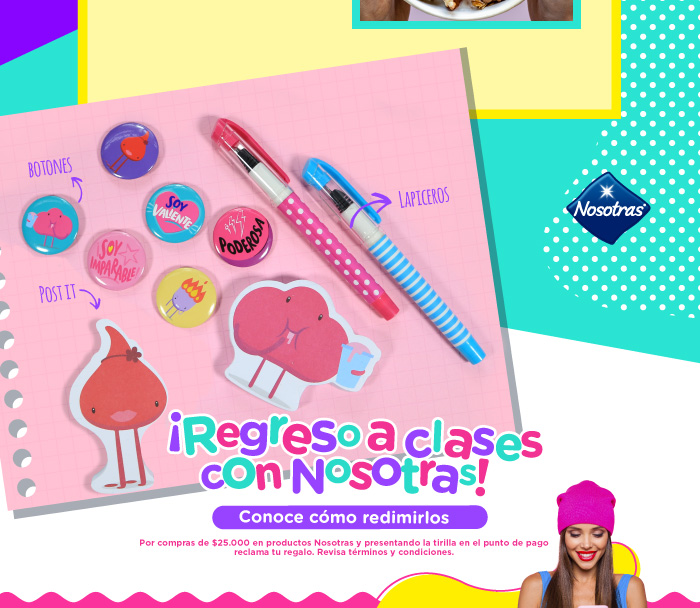 BOTONES
SOY
VALIENTE
PODEROSA
SOY
IMPARABLE!
LAPICEROS
POST IT
Nosotras
¡Regreso a clases
con Nosotras!
Conoce cómo redimirlos
Por compras de $25.000 en productos Nosotras y presentando la tirilla en el punto de pago
reclama tu regalo. Revisa términos y condiciones.